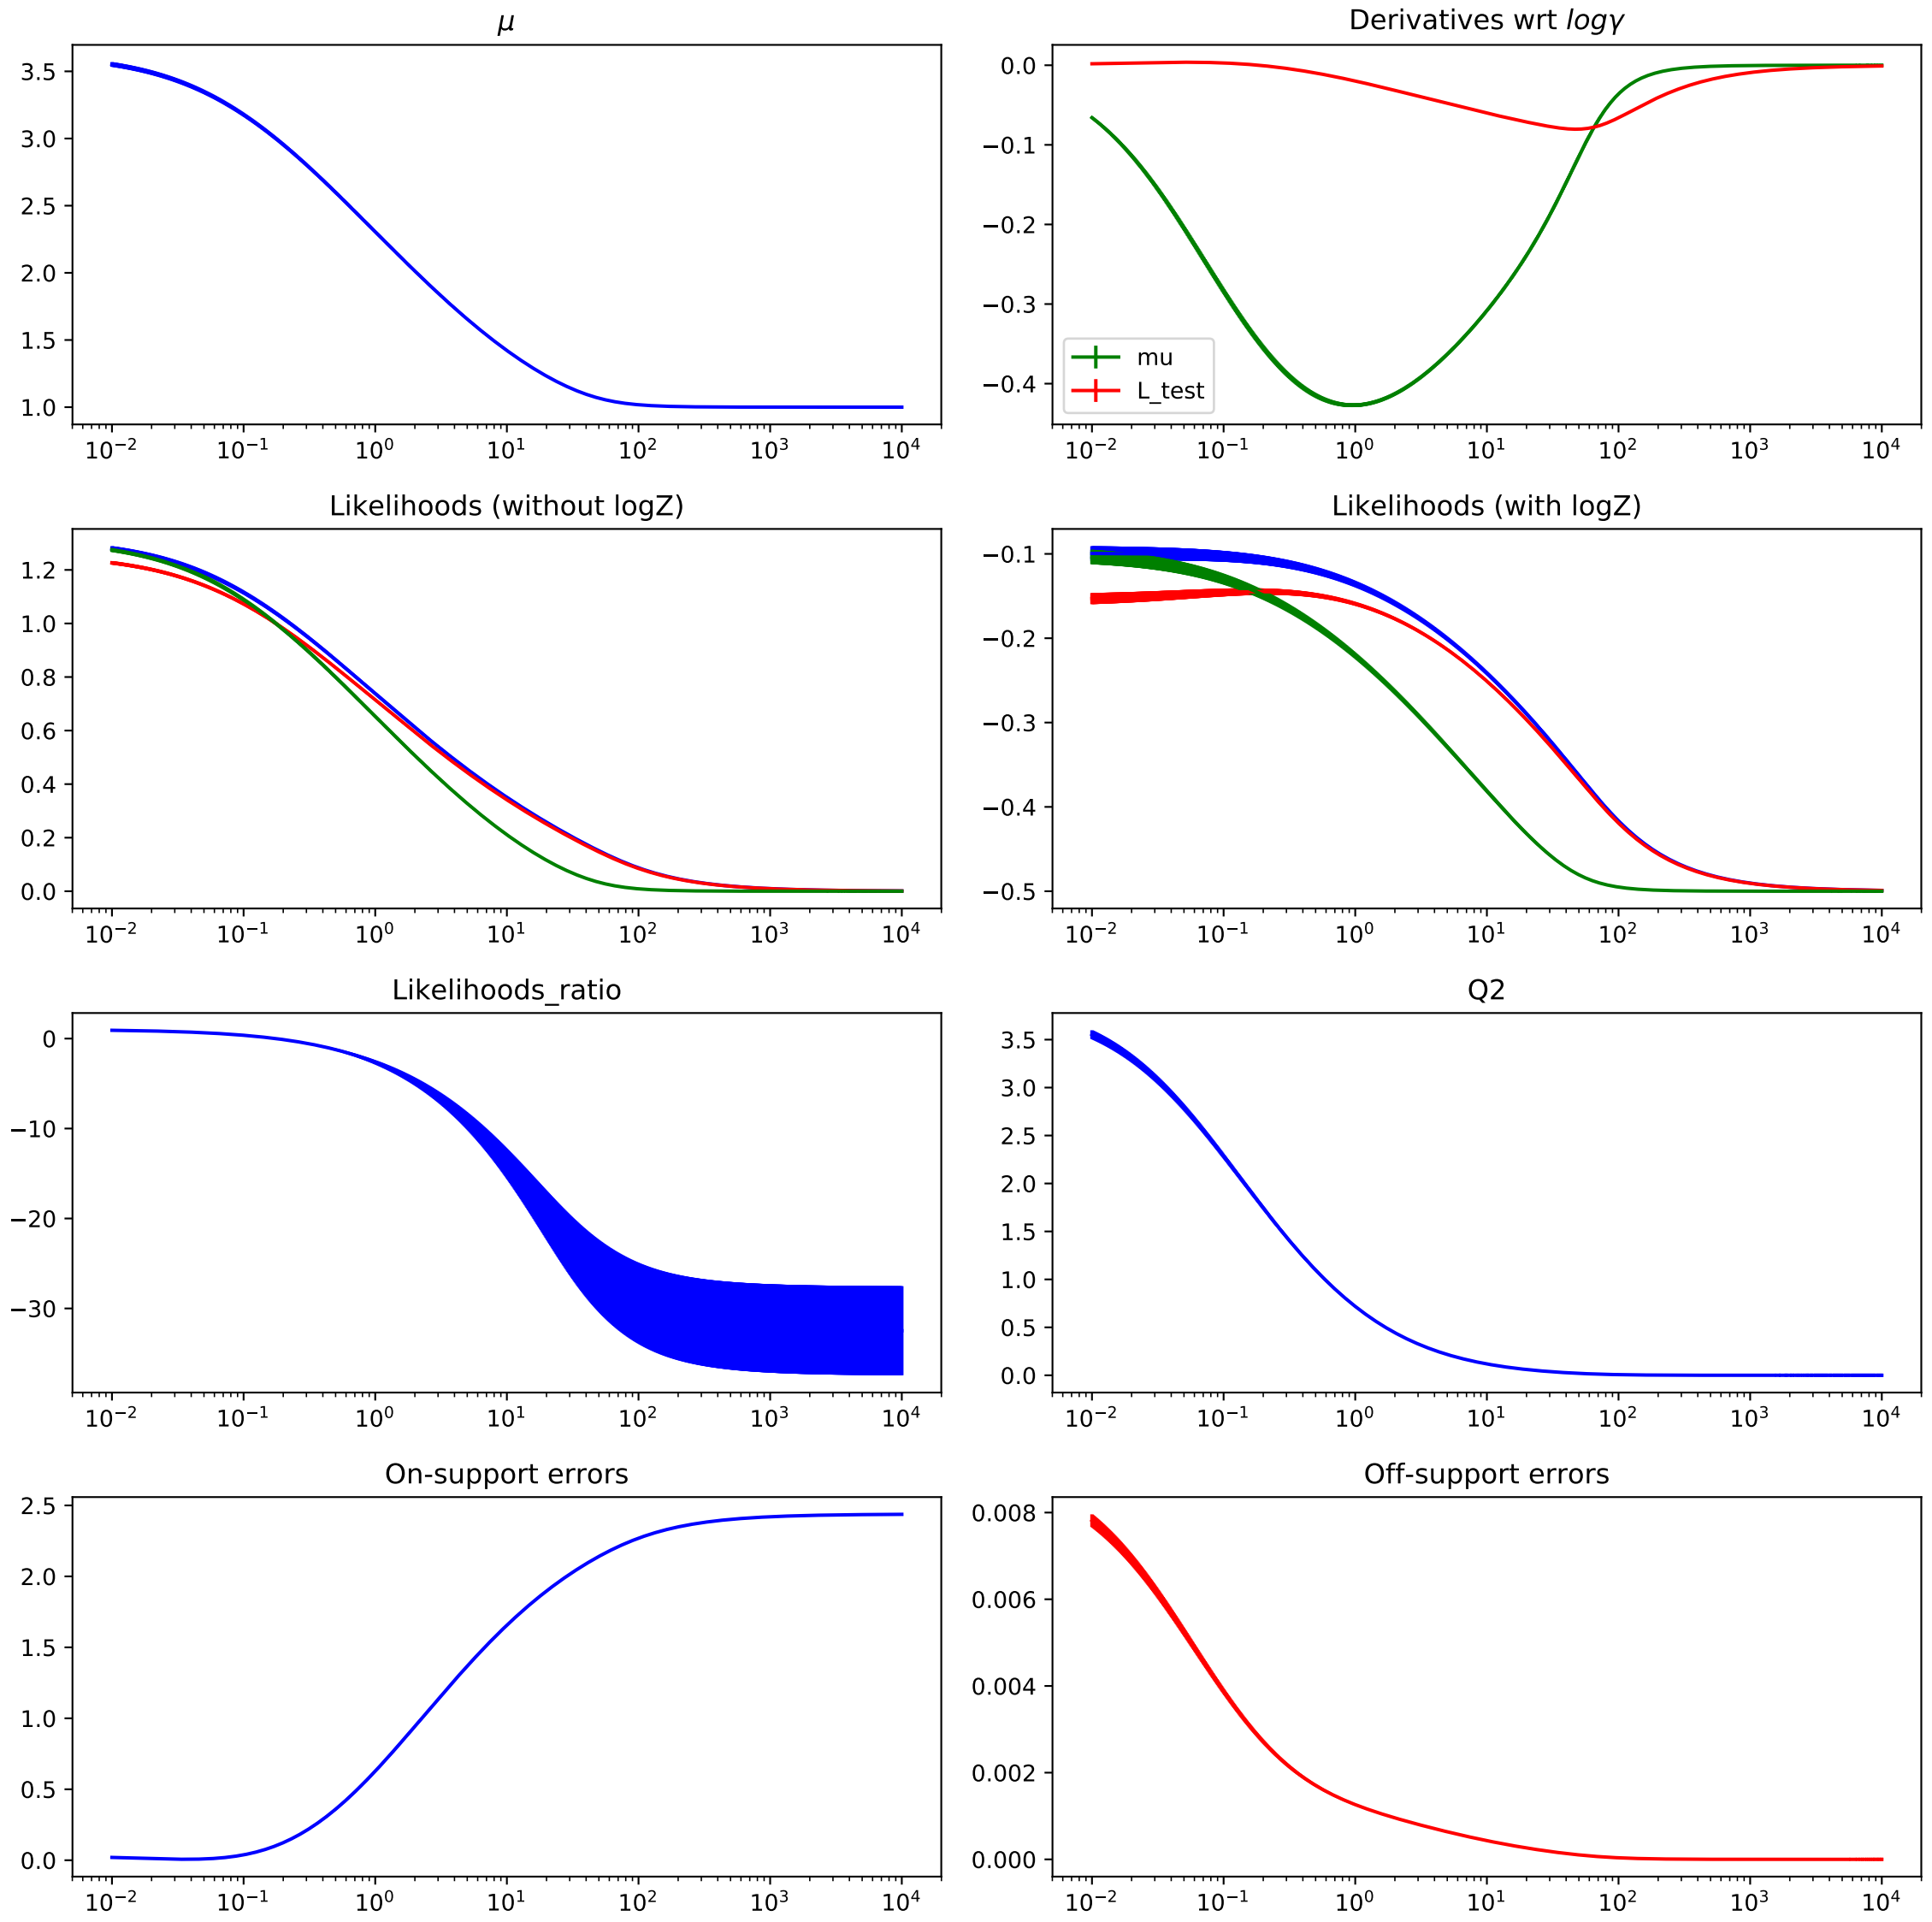 μ
3.5
3.0
2.5
2.0
1.5
1.0
10⁻² 10⁻¹ 10⁰ 10¹ 10² 10³ 10⁴
Derivatives wrt logγ
0.0
−0.1
−0.2
−0.3
−0.4
mu
L_test
10⁻² 10⁻¹ 10⁰ 10¹ 10² 10³ 10⁴
Likelihoods (without logZ)
1.2
1.0
0.8
0.6
0.4
0.2
0.0
10⁻² 10⁻¹ 10⁰ 10¹ 10² 10³ 10⁴
Likelihoods (with logZ)
−0.1
−0.2
−0.3
−0.4
−0.5
10⁻² 10⁻¹ 10⁰ 10¹ 10² 10³ 10⁴
Likelihoods_ratio
0
−10
−20
−30
10⁻² 10⁻¹ 10⁰ 10¹ 10² 10³ 10⁴
Q2
3.5
3.0
2.5
2.0
1.5
1.0
0.5
0.0
10⁻² 10⁻¹ 10⁰ 10¹ 10² 10³ 10⁴
On-support errors
2.5
2.0
1.5
1.0
0.5
0.0
10⁻² 10⁻¹ 10⁰ 10¹ 10² 10³ 10⁴
Off-support errors
0.008
0.006
0.004
0.002
0.000
10⁻² 10⁻¹ 10⁰ 10¹ 10² 10³ 10⁴